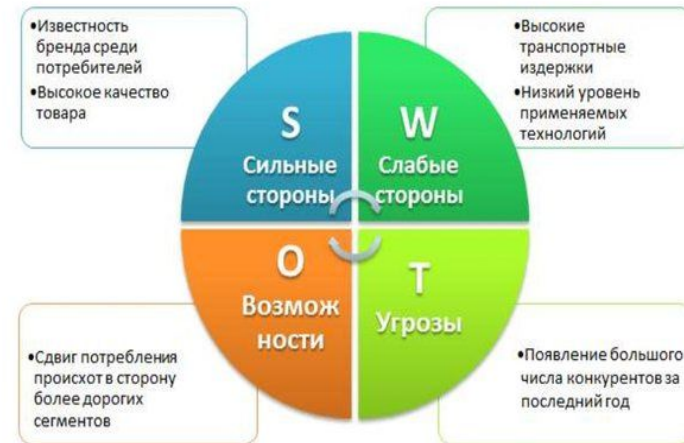 •Известность
бренда среди
потребителей
•Высокое качество
товара
•Высокие
транспортные
издержки
•Низкий уровень
применяемых
технологий
S
Сильные
стороны
W
Слабые
стороны
O
Возмож
ности
T
Угрозы
•Сдвиг потребления
происхот в сторону
более дорогих
сегментов
•Появление большого
числа конкурентов за
последний год